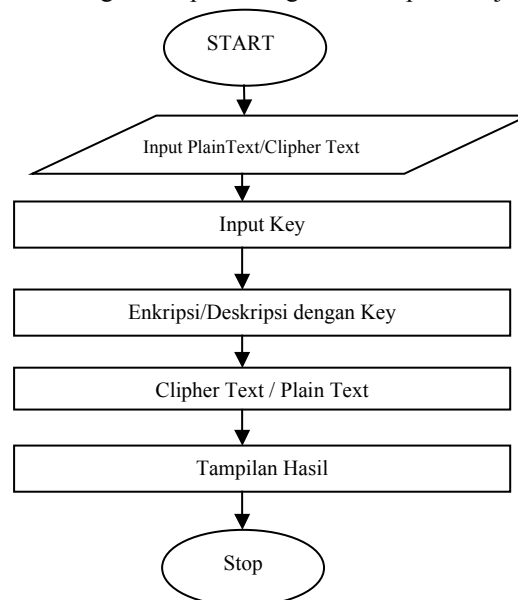 START
Input PlainText/Clipher Text
Input Key
Enkripsi/Deskripsi dengan Key
Clipher Text / Plain Text
Tampilan Hasil
Stop